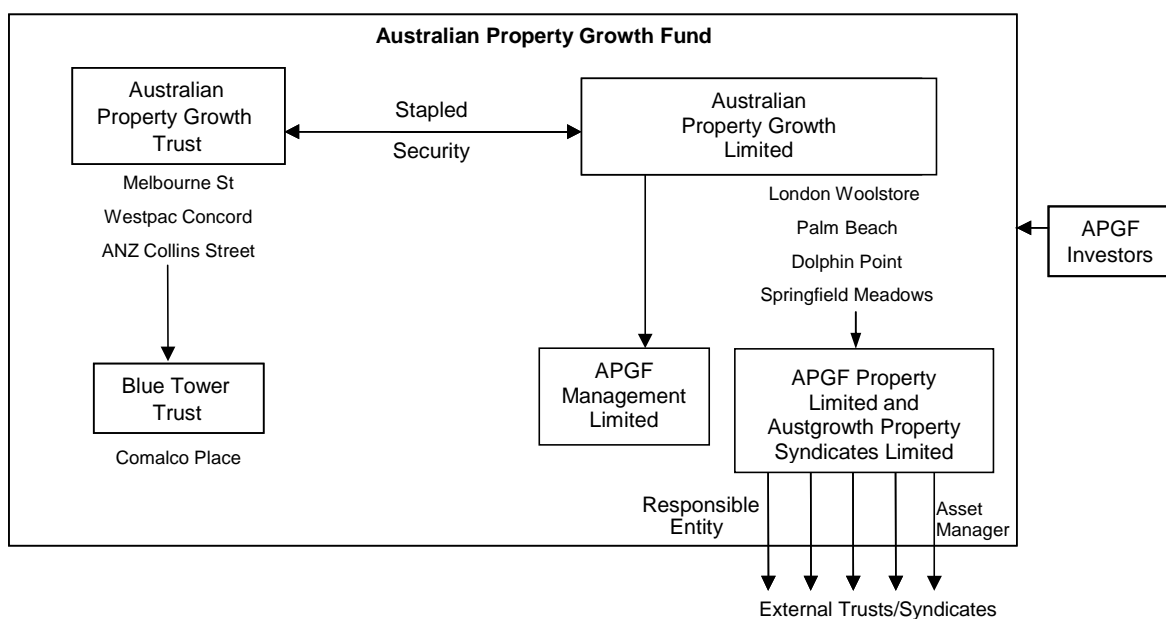 Australian Property Growth Fund
Australian
Property Growth
Trust
Stapled
Security
Australian
Property Growth
Limited
Melbourne St
Westpac Concord
ANZ Collins Street
London Woolstore
Palm Beach
Dolphin Point
Springfield Meadows
APGF
Investors
Blue Tower
Trust
Comalco Place
APGF
Management
Limited
APGF Property
Limited and
Austgrowth Property
Syndicates Limited
Responsible
Entity
Asset
Manager
External Trusts/Syndicates